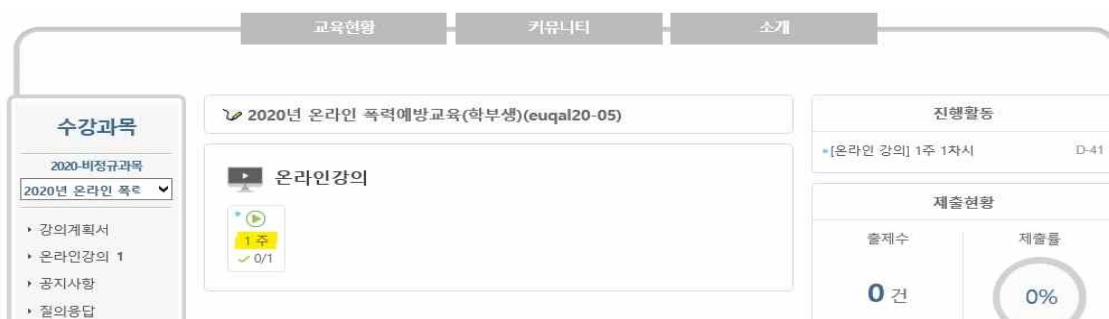 교육현황 커뮤니티 소개
수강과목
2020-비정규과목
2020년 온라인 폭력
강의계획서
온라인강의 1
공지사항
질의응답
2020년 온라인 폭력예방교육(학부생)(euqal20-05)
온라인강의
1 주
0/1
진행활동
[온라인 강의] 1주 1차시 D-41
제출현황
출제수 제출률
0 건 0%